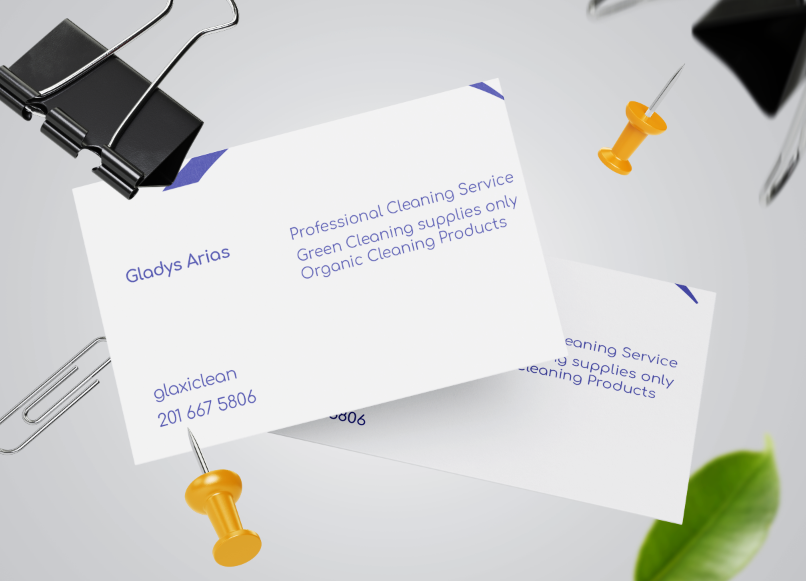 Professional Cleaning Service
Green Cleaning supplies only
Organic Cleaning Products
Gladys Arias
glaxiclean
201 667 5806
eaning Service
supplies only
Cleaning Products
5806